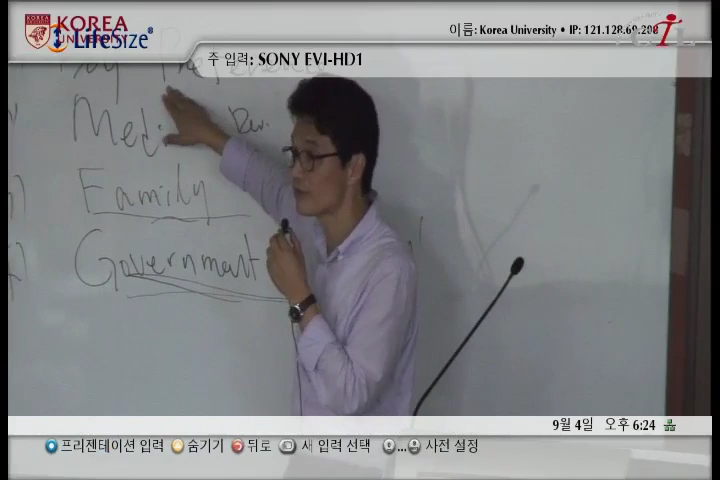 KOREA
UNIVERSITY
LifeSize®
이름: Korea University • IP: 121.128.69.208
주 입력: SONY EVI-HD1
Family
Government
9월 4일 오후 6:24
프리젠테이션 입력 숨기기 뒤로 새 입력 선택 ... 사전 설정